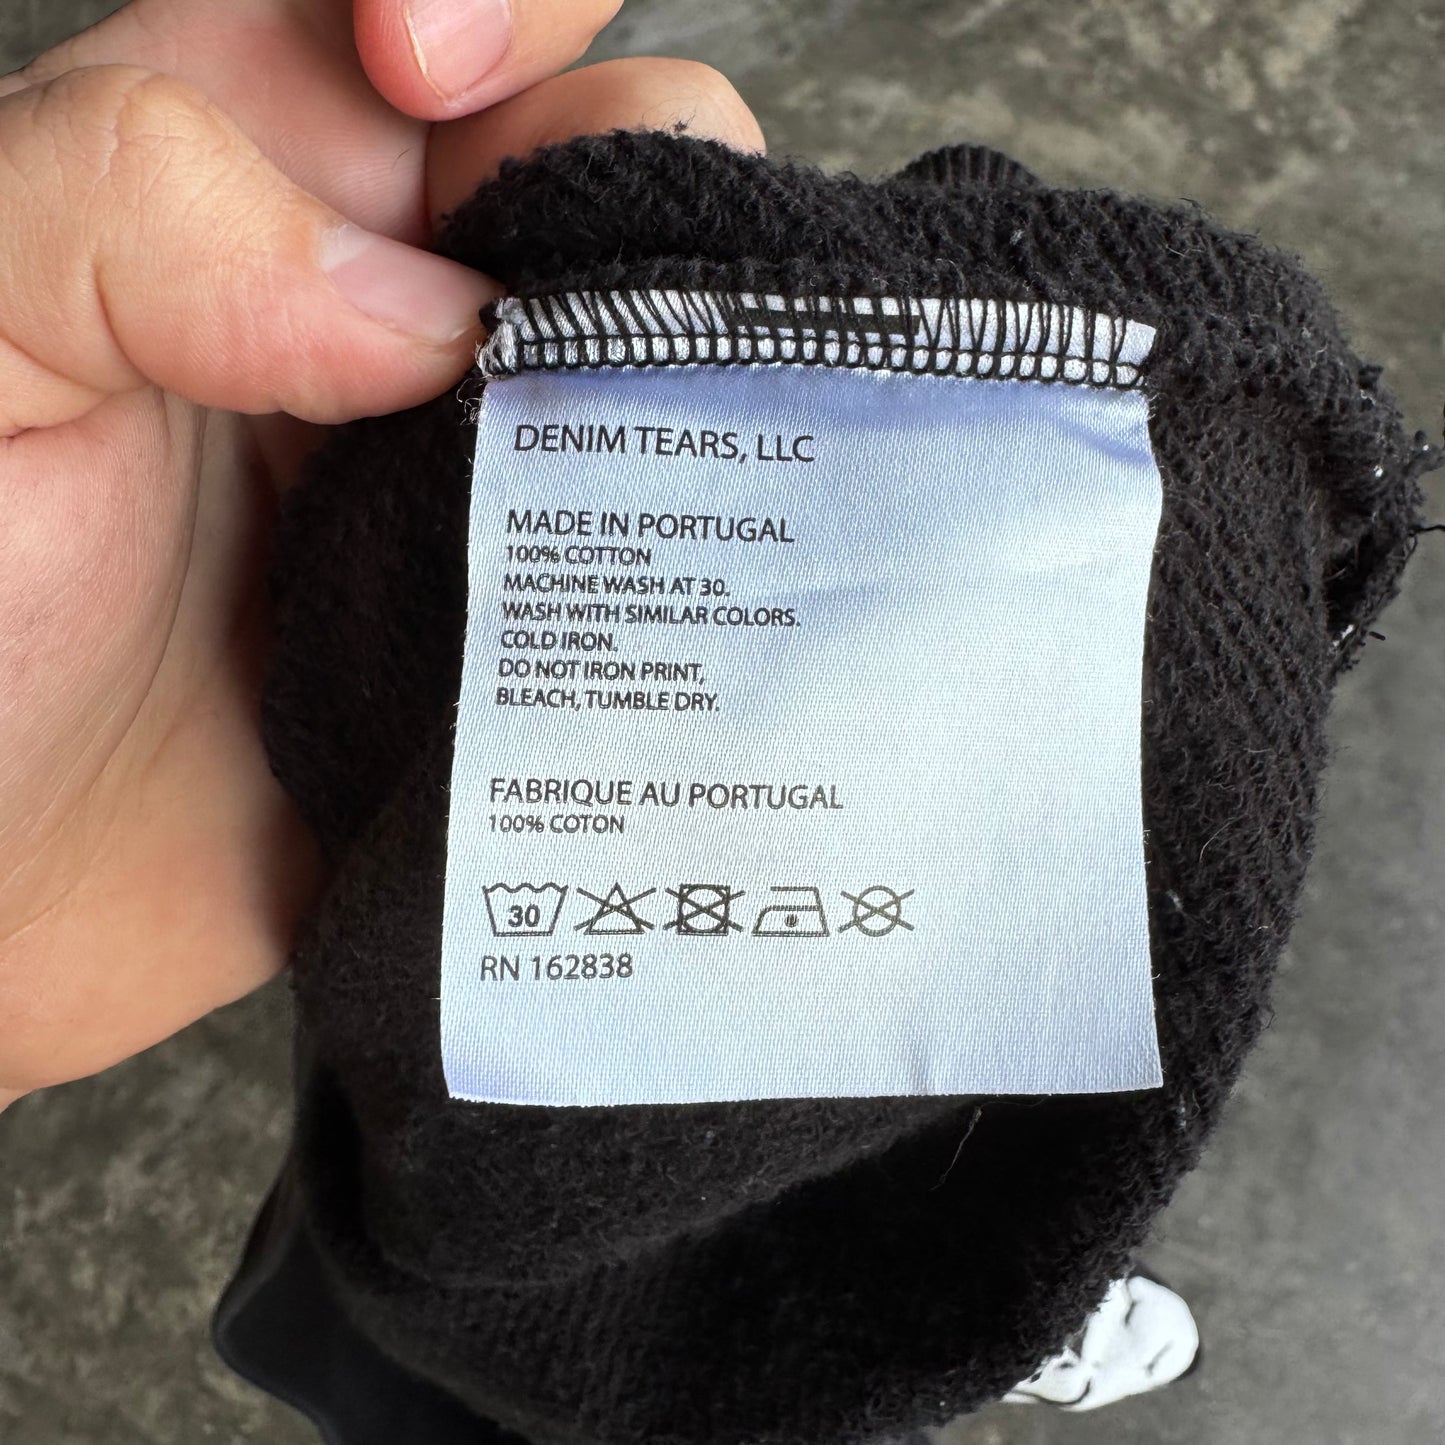 DENIM TEARS, LLC
MADE IN PORTUGAL
100% COTTON
MACHINE WASH AT 30.
WASH WITH SIMILAR COLORS.
COLD IRON.
DO NOT IRON PRINT,
BLEACH, TUMBLE DRY.
FABRIQUE AU PORTUGAL
100% COTON
30
RN 162838